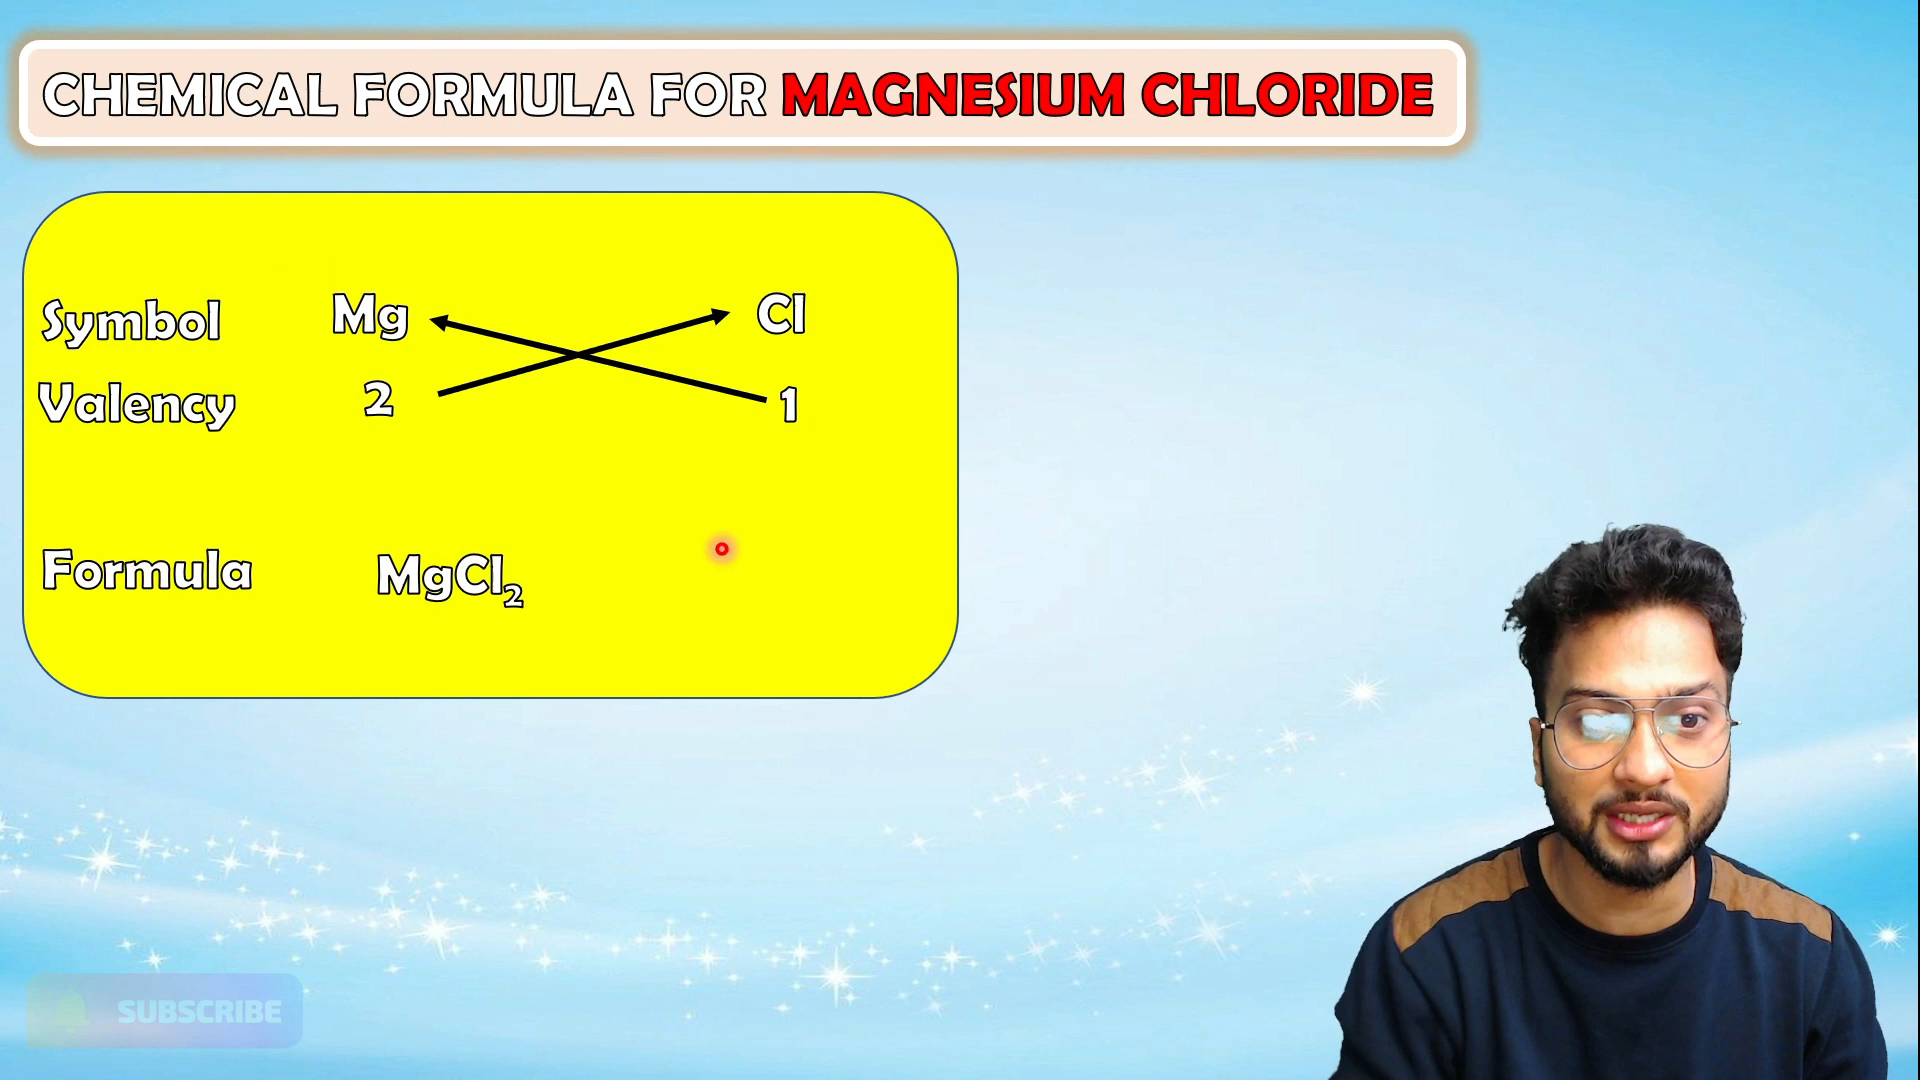 CHEMICAL FORMULA FOR MAGNESIUM CHLORIDE
Symbol Mg Cl
Valency 2 1
Formula MgCl₂
SUBSCRIBE